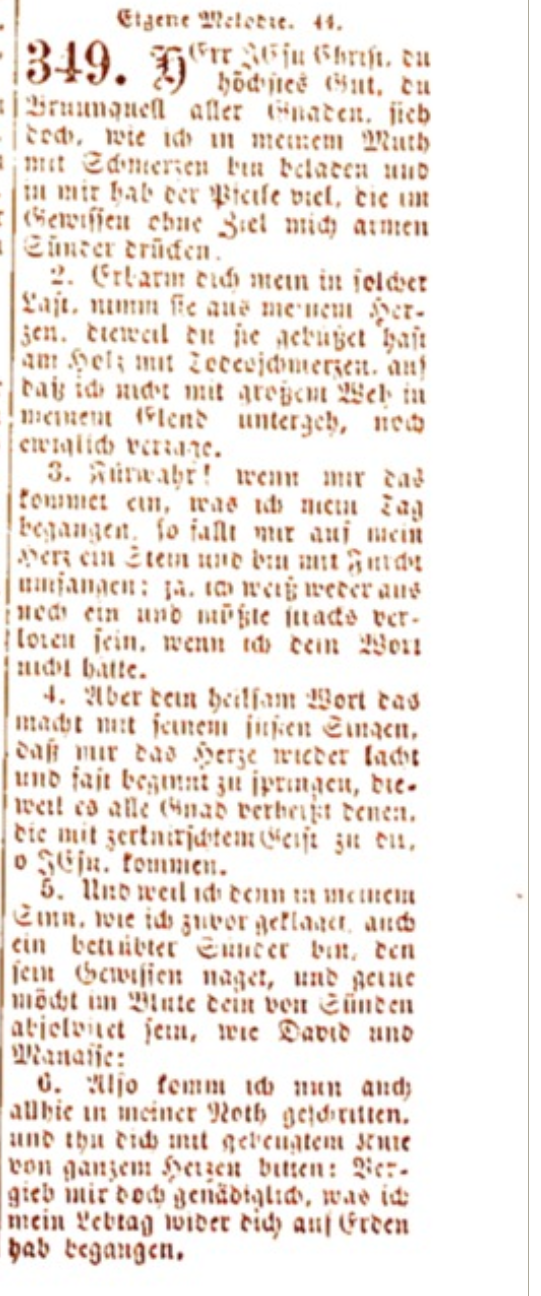 Eigene Melodie. 44.
349. HErr JEsu Christ, du
höchstes Gut, du
Brunnquell aller Gnaden, sieh
doch, wie ich in meinem Muth
mit Schmerzen bin beladen und
in mir hab der Pfeile viel, die im
Gewissen ohne Ziel mich armen
Sünder drücken.
2. Erbarm dich mein in solcher
Last, nimm sie aus meinem Her-
zen, dieweil du sie gebüßet hast
am Holz mit Todesschmerzen, auf
daß ich nicht mit großem Weh in
meinem Elend untergeh, noch
ewiglich verzage.
3. Fürwahr! wenn mir das
kommet ein, was ich mein Tag
begangen, so fällt mir auf mein
Herz ein Stein und bin mit Furcht
umfangen; ja, ich weiß weder aus
noch ein und müßte stracks ver-
loren sein, wenn ich dein Wort
nicht hätte.
4. Aber dein heilsam Wort das
macht mit seinem süßen Singen,
daß mir das Herze wieder lacht
und fast beginnt zu springen, die-
weil es alle Gnad verheißt denen,
die mit zerknirschtem Geist zu dir,
o JEsu, kommen.
5. Und weil ich denn in meinem
Sinn, wie ich zuvor geklaget, auch
ein betrübter Sünder bin, den
sein Gewissen naget, und gerne
möcht im Blute dein von Sünden
absolviret sein, wie David und
Manasse:
6. Also komm ich nun auch
allhie in meiner Noth geschritten,
und thu dich mit gebeugtem Knie
von ganzem Herzen bitten: Ver-
gieb mir doch genädiglich, was ich
mein Lebtag wider dich auf Erden
hab begangen.